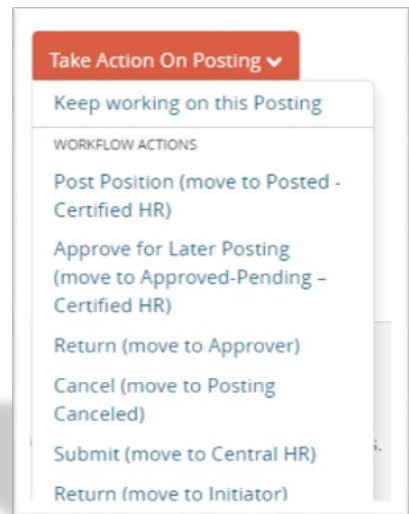 Take Action On Posting
Keep working on this Posting
WORKFLOW ACTIONS
Post Position (move to Posted -
Certified HR)
Approve for Later Posting
(move to Approved-Pending –
Certified HR)
Return (move to Approver)
Cancel (move to Posting
Canceled)
Submit (move to Central HR)
Return (move to Initiator)